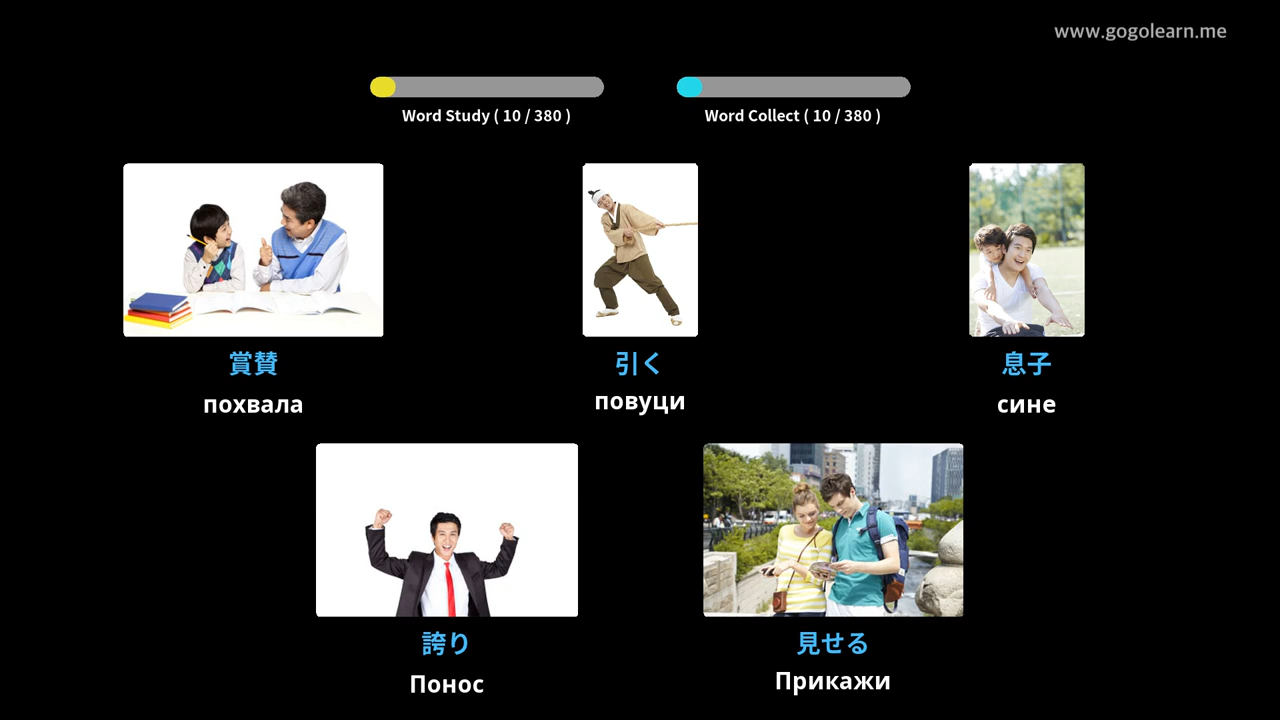 www.gogolearn.me
Word Study ( 10 / 380 )
Word Collect ( 10 / 380 )
賞賛
похвала
引く
повуци
息子
сине
誇り
Понос
見せる
Прикажи